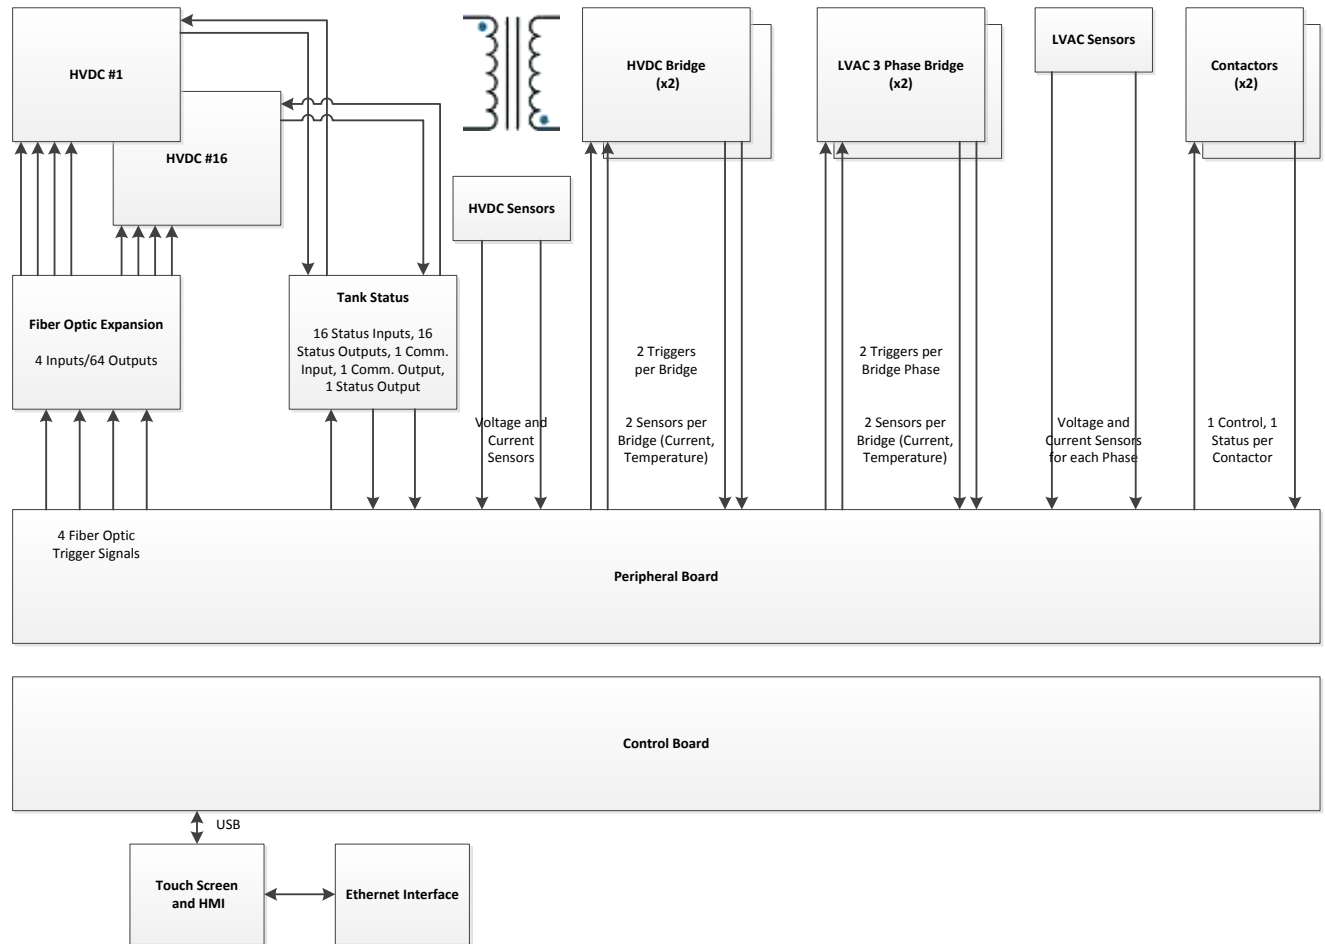 HVDC #1
HVDC #16
HVDC Bridge
(x2)
LVAC 3 Phase Bridge
(x2)
LVAC Sensors
Contactors
(x2)
HVDC Sensors
Fiber Optic Expansion
4 Inputs/64 Outputs
Tank Status
16 Status Inputs, 16
Status Outputs, 1 Comm.
Input, 1 Comm. Output,
1 Status Output
2 Triggers
per Bridge
2 Triggers per
Bridge Phase
Voltage and
Current
Sensors
2 Sensors per
Bridge (Current,
Temperature)
2 Sensors per
Bridge (Current,
Temperature)
Voltage and
Current Sensors
for each Phase
1 Control, 1
Status per
Contactor
4 Fiber Optic
Trigger Signals
Peripheral Board
Control Board
USB
Touch Screen
and HMI
Ethernet Interface